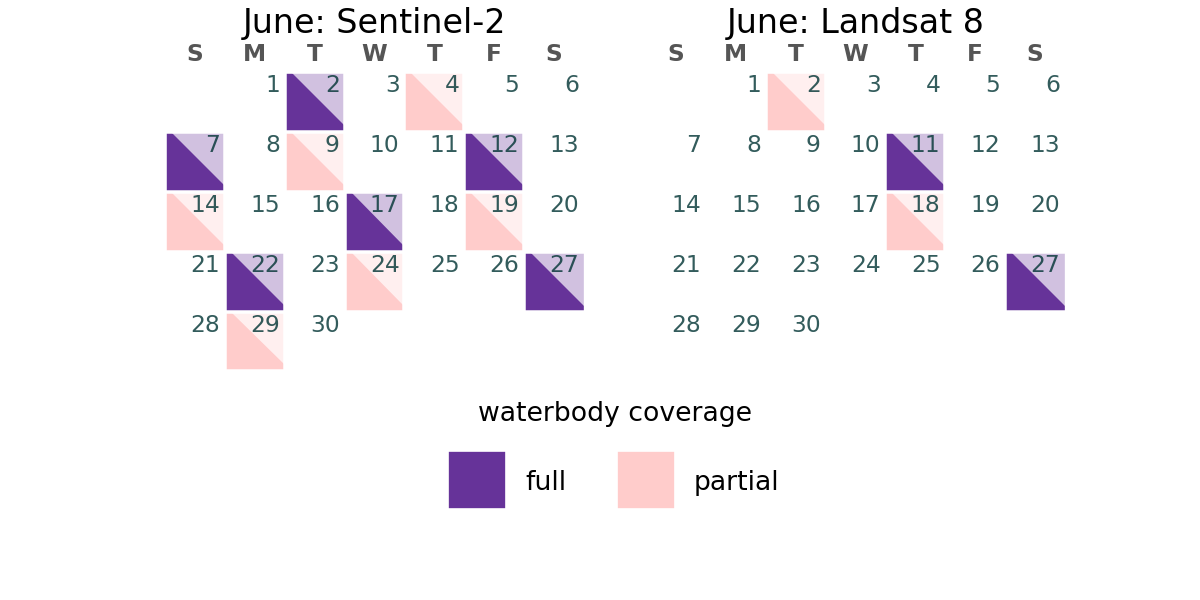 June: Sentinel-2
S M T W T F S
1 2 3 4 5 6
7 8 9 10 11 12 13
14 15 16 17 18 19 20
21 22 23 24 25 26 27
28 29 30
June: Landsat 8
S M T W T F S
1 2 3 4 5 6
7 8 9 10 11 12 13
14 15 16 17 18 19 20
21 22 23 24 25 26 27
28 29 30
waterbody coverage
full partial